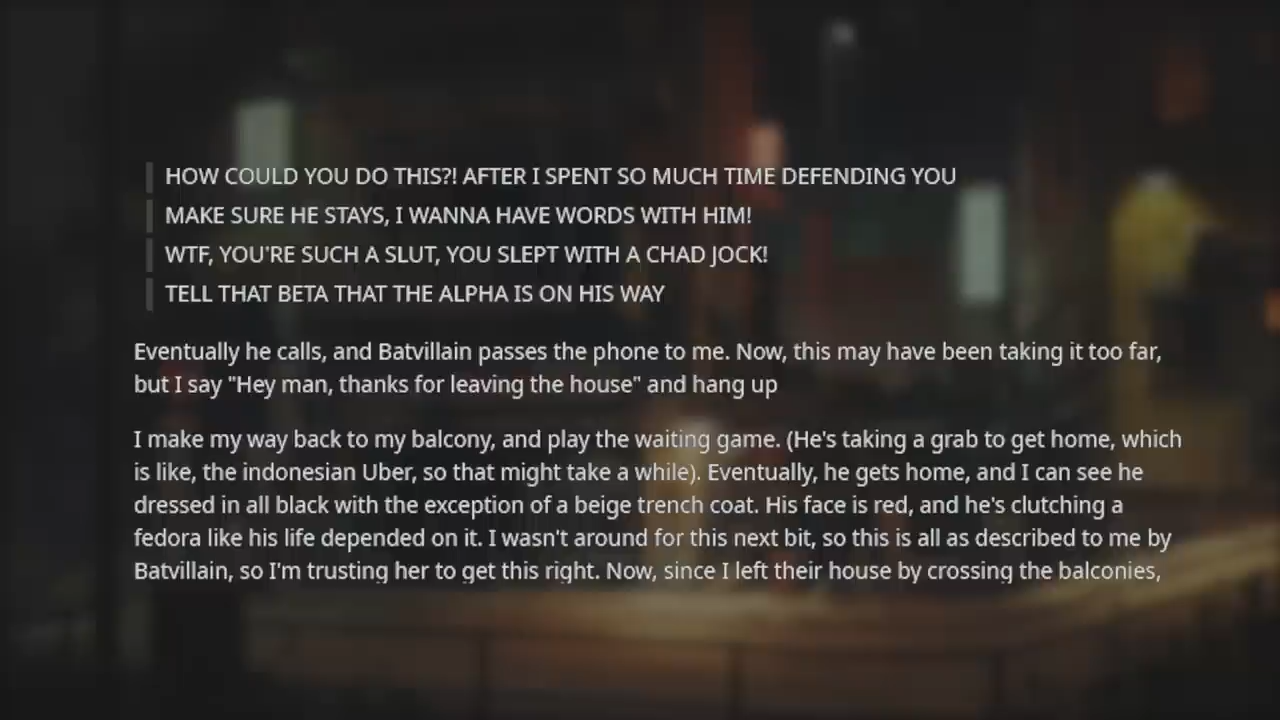 HOW COULD YOU DO THIS?! AFTER I SPENT SO MUCH TIME DEFENDING YOU
MAKE SURE HE STAYS, I WANNA HAVE WORDS WITH HIM!
WTF, YOU'RE SUCH A SLUT, YOU SLEPT WITH A CHAD JOCK!
TELL THAT BETA THAT THE ALPHA IS ON HIS WAY
Eventually he calls, and Batvillain passes the phone to me. Now, this may have been taking it too far,
but I say "Hey man, thanks for leaving the house" and hang up
I make my way back to my balcony, and play the waiting game. (He's taking a grab to get home, which
is like, the indonesian Uber, so that might take a while). Eventually, he gets home, and I can see he
dressed in all black with the exception of a beige trench coat. His face is red, and he's clutching a
fedora like his life depended on it. I wasn't around for this next bit, so this is all as described to me by
Batvillain, so I'm trusting her to get this right. Now, since I left their house by crossing the balconies,